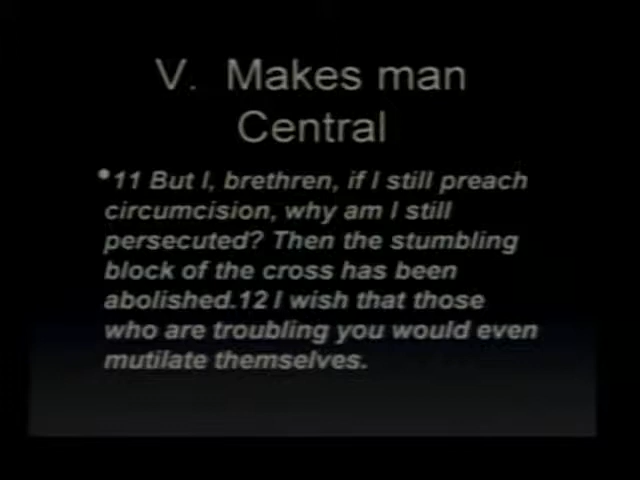 V. Makes man
Central
•11 But I, brethren, if I still preach
circumcision, why am I still
persecuted? Then the stumbling
block of the cross has been
abolished.12 I wish that those
who are troubling you would even
mutilate themselves.